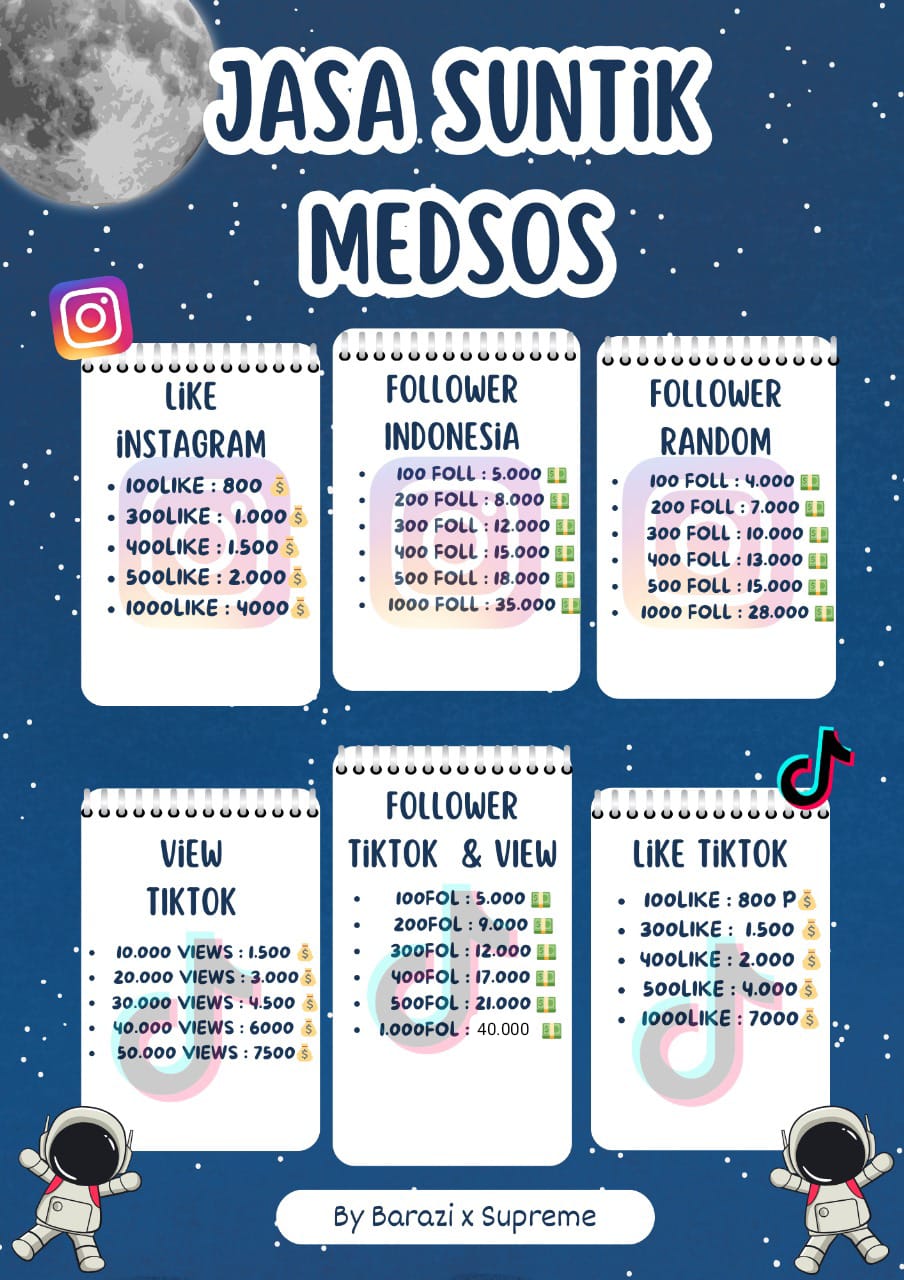 JASA SUNTiK
MEDSOS
LiKE
iNSTAGRAM
100LIKE : 800
300LIKE : 1.000
400LIKE : 1.500
500LIKE : 2.000
1000LIKE : 4000
FOLLOWER
INDONESiA
100 FOLL : 5.000
200 FOLL : 8.000
300 FOLL : 12.000
400 FOLL : 15.000
500 FOLL : 18.000
1000 FOLL : 35.000
FOLLOWER
RANDOM
100 FOLL : 4.000
200 FOLL : 7.000
300 FOLL : 10.000
400 FOLL : 13.000
500 FOLL : 15.000
1000 FOLL : 28.000
ViEW
TIKTOK
10.000 VIEWS : 1.500
20.000 VIEWS : 3.000
30.000 VIEWS : 4.500
40.000 VIEWS : 6000
50.000 VIEWS : 7500
FOLLOWER
TiKTOK & VIEW
100FOL : 5.000
200FOL : 9.000
300FOL : 12.000
400FOL : 17.000
500FOL : 21.000
1.000FOL : 40.000
LiKE TiKTOK
100LIKE : 800 P
300LIKE : 1.500
400LIKE : 2.000
500LIKE : 4.000
1000LIKE : 7000
By Barazi x Supreme